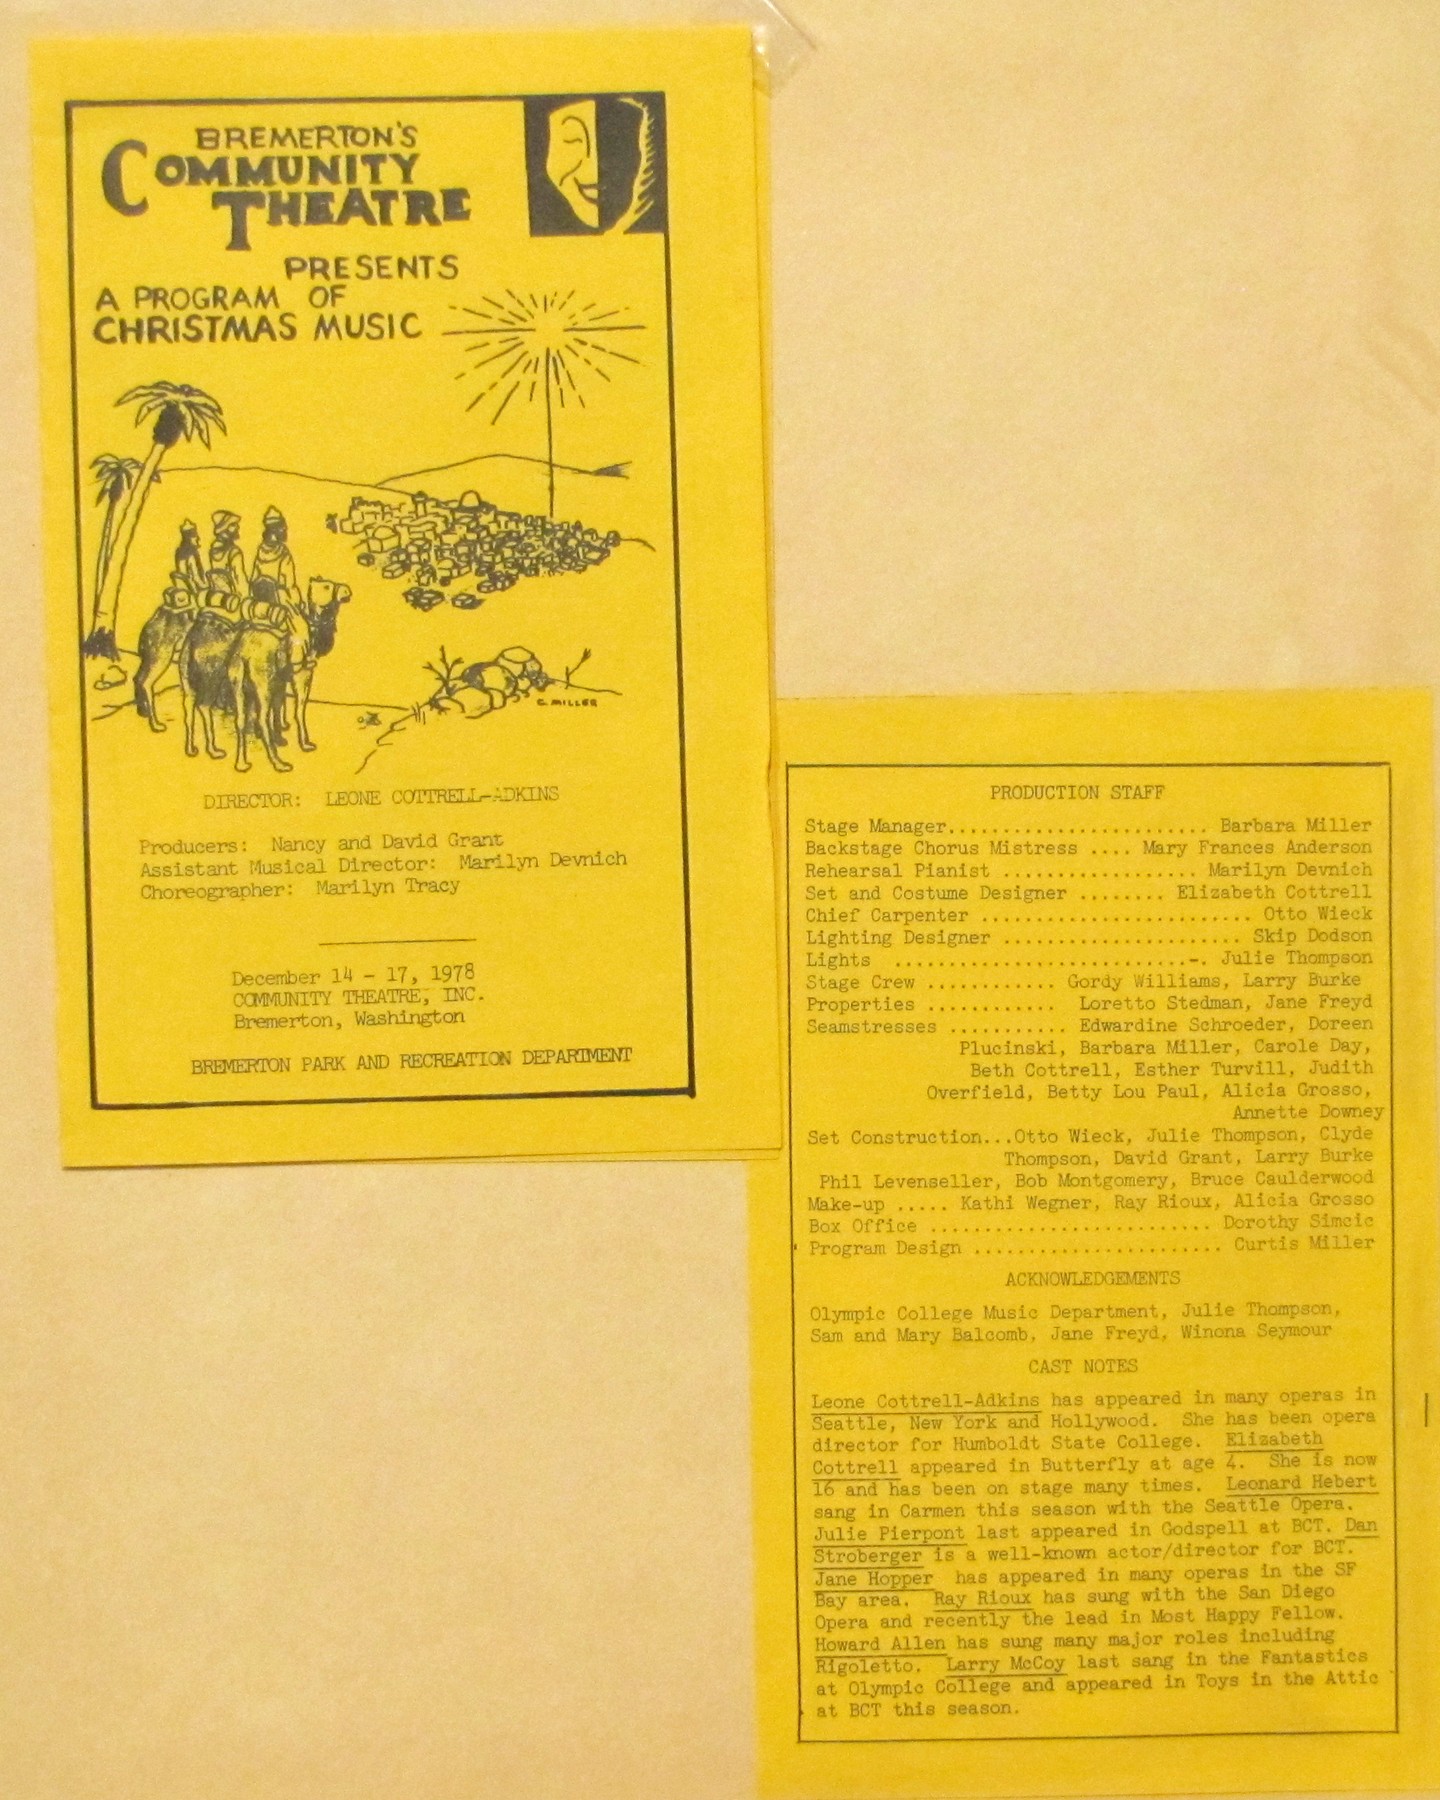 BREMERTON'S
COMMUNITY
THEATRE
PRESENTS
A PROGRAM OF
CHRISTMAS MUSIC
C. MILLER
DIRECTOR: LEONE COTTRELL-ADKINS
Producers: Nancy and David Grant
Assistant Musical Director: Marilyn Devnich
Choreographer: Marilyn Tracy
December 14 - 17, 1978
COMMUNITY THEATRE, INC.
Bremerton, Washington
BREMERTON PARK AND RECREATION DEPARTMENT
PRODUCTION STAFF
Stage Manager........................ Barbara Miller
Backstage Chorus Mistress .... Mary Frances Anderson
Rehearsal Pianist .................. Marilyn Devnich
Set and Costume Designer ........ Elizabeth Cottrell
Chief Carpenter ......................... Otto Wieck
Lighting Designer ...................... Skip Dodson
Lights ...........................-. Julie Thompson
Stage Crew ............ Gordy Williams, Larry Burke
Properties ............ Loretto Stedman, Jane Freyd
Seamstresses ........... Edwardine Schroeder, Doreen
Plucinski, Barbara Miller, Carole Day,
Beth Cottrell, Esther Turvill, Judith
Overfield, Betty Lou Paul, Alicia Grosso,
Annette Downey
Set Construction...Otto Wieck, Julie Thompson, Clyde
Thompson, David Grant, Larry Burke
Phil Levenseller, Bob Montgomery, Bruce Caulderwood
Make-up ..... Kathi Wegner, Ray Rioux, Alicia Grosso
Box Office .......................... Dorothy Simcic
Program Design ....................... Curtis Miller
ACKNOWLEDGEMENTS
Olympic College Music Department, Julie Thompson,
Sam and Mary Balcomb, Jane Freyd, Winona Seymour
CAST NOTES
Leone Cottrell-Adkins has appeared in many operas in
Seattle, New York and Hollywood. She has been opera
director for Humboldt State College. Elizabeth
Cottrell appeared in Butterfly at age 4. She is now
16 and has been on stage many times. Leonard Hebert
sang in Carmen this season with the Seattle Opera.
Julie Pierpont last appeared in Godspell at BCT. Dan
Stroberger is a well-known actor/director for BCT.
Jane Hopper has appeared in many operas in the SF
Bay area. Ray Rioux has sung with the San Diego
Opera and recently the lead in Most Happy Fellow.
Howard Allen has sung many major roles including
Rigoletto. Larry McCoy last sang in the Fantastics
at Olympic College and appeared in Toys in the Attic
at BCT this season.